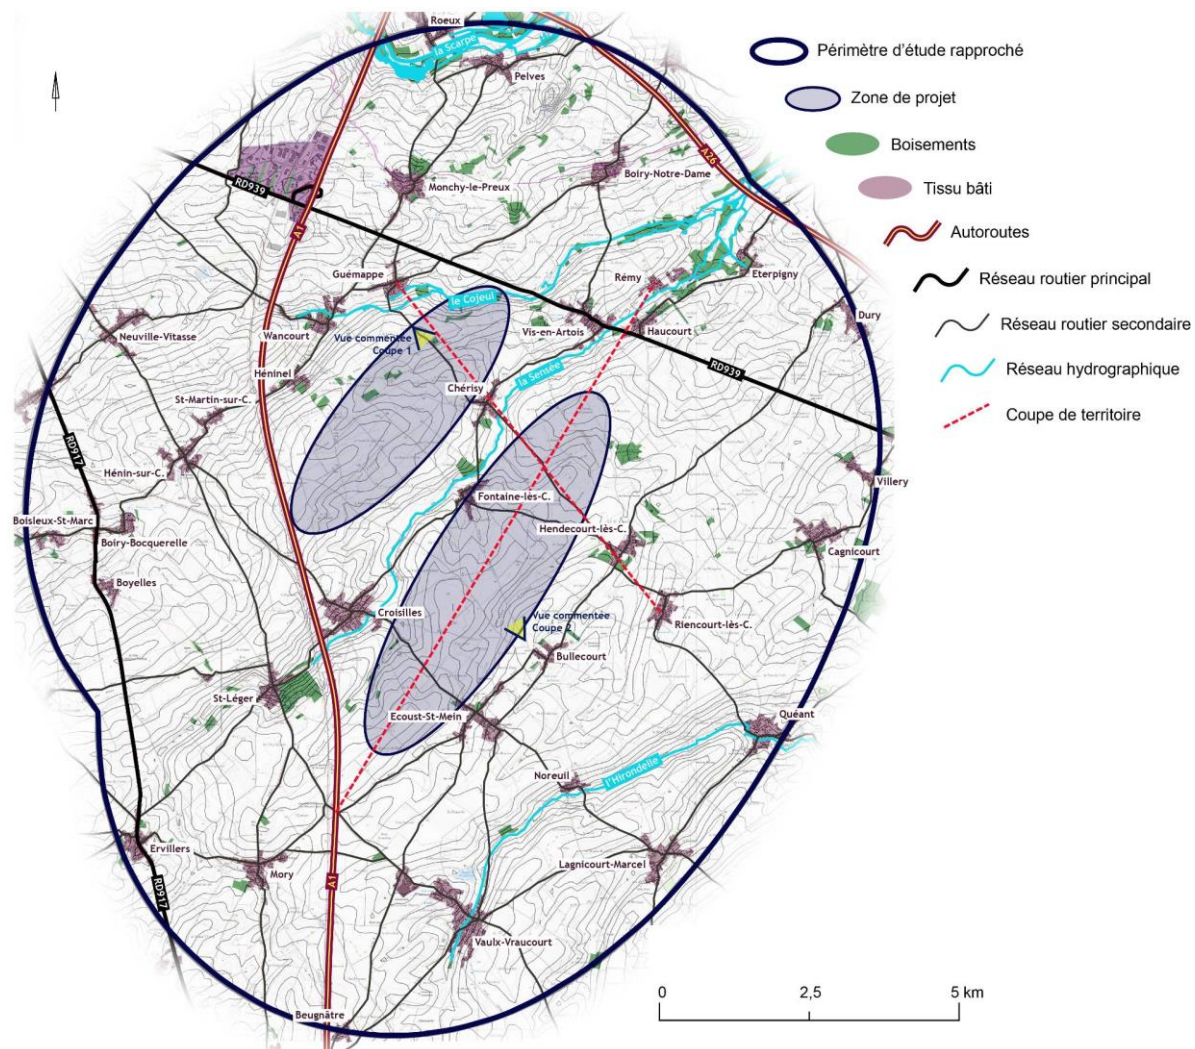 Roeux
la Scarpe
Pelves
Périmètre d'étude rapproché
Zone de projet
Boisements
Tissu bâti
Autoroutes
Réseau routier principal
Réseau routier secondaire
Réseau hydrographique
Coupe de territoire
A26
RD939
Monchy-le-Preux
Boiry-Notre-Dame
A1
Guémappe
Rémy
Eterpigny
le Cojeul
Dury
Neuville-Vitasse
Wancourt
Vue commentée
Coupe 1
Vis-en-Artois
Haucourt
Héninel
la Sensée
RD939
Chérisy
St-Martin-sur-C.
RD917
Hénin-sur-C.
Villery
Fontaine-lès-C.
Boisleux-St-Marc
Boiry-Bocquerelle
Hendecourt-lès-C.
Cagnicourt
Boyelles
Croisilles
Vue commentée
Coupe 2
Riencourt-lès-C.
Bullecourt
St-Léger
Ecoust-St-Mein
Quéant
Noreuil
l'Hirondelle
Ervillers
Mory
A1
RD917
Lagnicourt-Marcel
Vaulx-Vraucourt
Beugnâtre
0 2,5 5 km